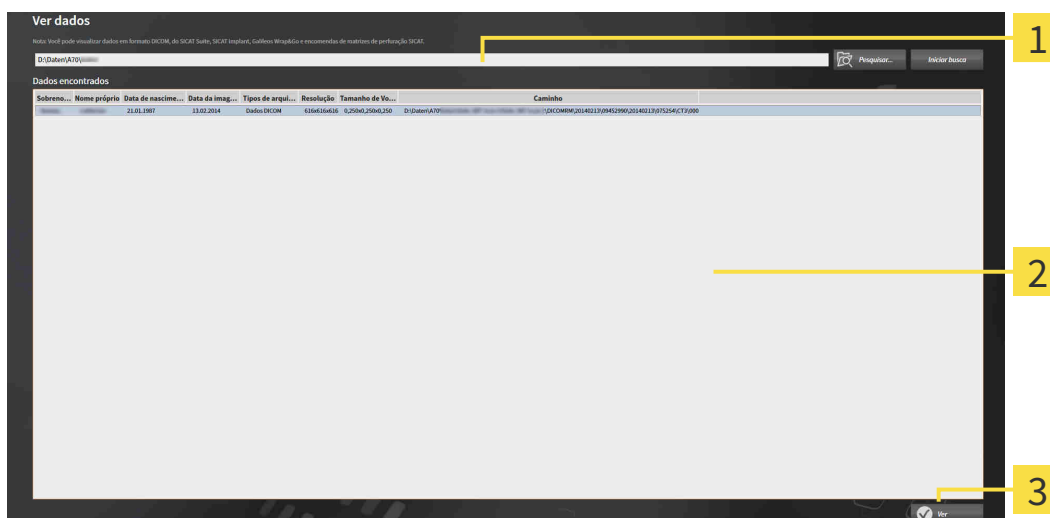 Ver dados
Nota: Você pode visualizar dados em formato DICOM, do SICAT Suite, SICAT Implant, Galileos Wrap&Go e encomendas de matrizes de perfuração SICAT.
1
D:\Daten\A70\
Pesquisar...
Iniciar busca
Dados encontrados
Sobreno... Nome próprio Data de nascime... Data da imag... Tipos de arqui... Resolução Tamanho de Vo... Caminho
21.01.1987 13.02.2014 Dados DICOM 616x616x616 0,250x0,250x0,250 D:\Daten\A70\ \DICOMRM\20140213\09452990\20140213\075254\CT3\000
2
3
Ver